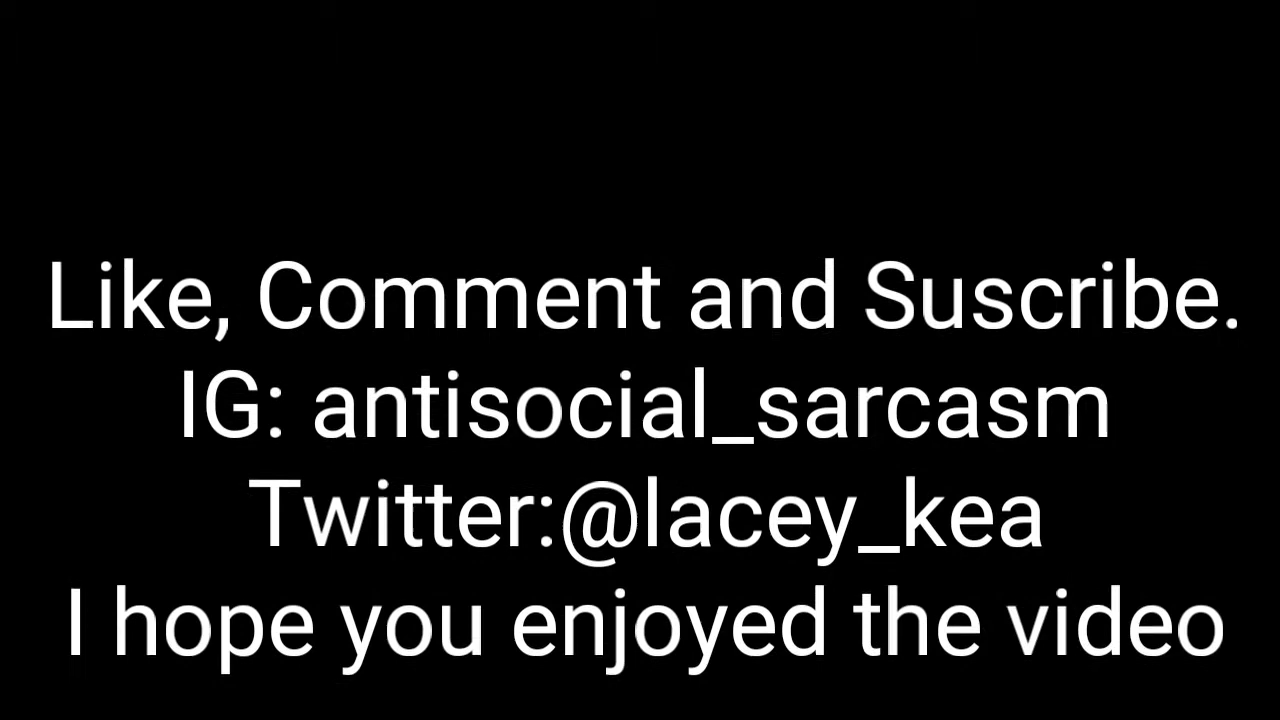 Like, Comment and Suscribe.
IG: antisocial_sarcasm
Twitter:@lacey_kea
I hope you enjoyed the video